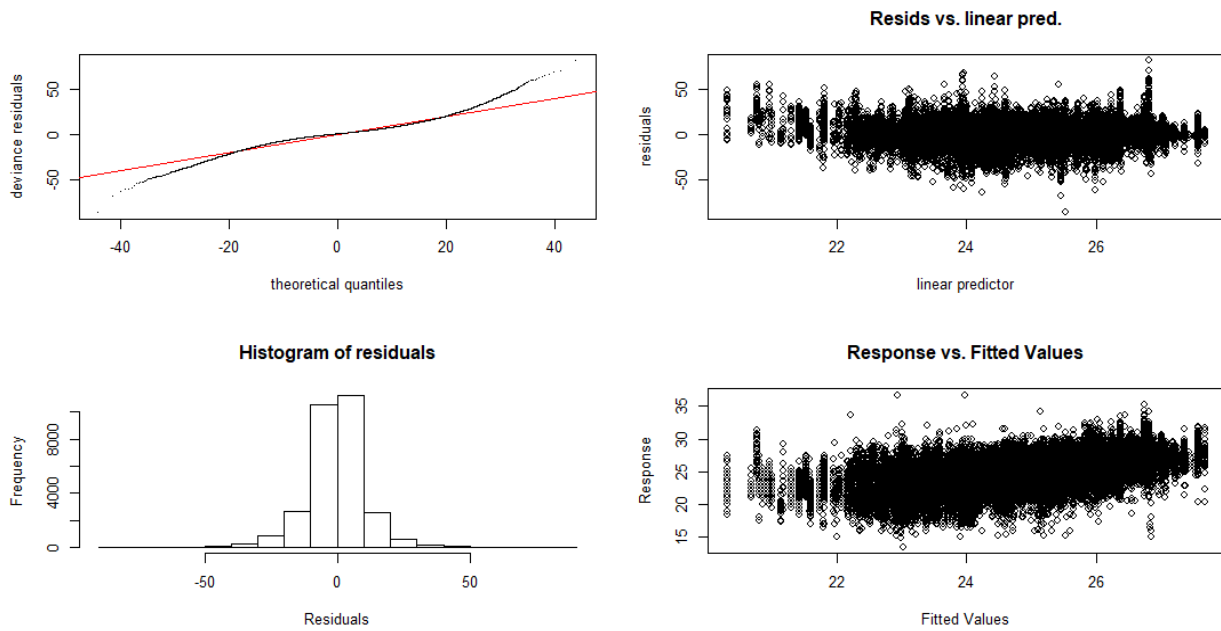 deviance residuals
50
0
-50
-40
-20
0
20
40
theoretical quantiles
Resids vs. linear pred.
residuals
50
0
-50
22
24
26
linear predictor
Histogram of residuals
Frequency
8000
4000
0
-50
0
50
Residuals
Response vs. Fitted Values
Response
35
30
25
20
15
22
24
26
Fitted Values